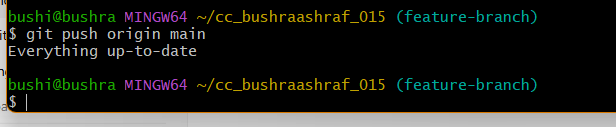 bushi@bushra MINGW64 ~/cc_bushraashraf_015 (feature-branch)
$ git push origin main
Everything up-to-date
bushi@bushra MINGW64 ~/cc_bushraashraf_015 (feature-branch)
$